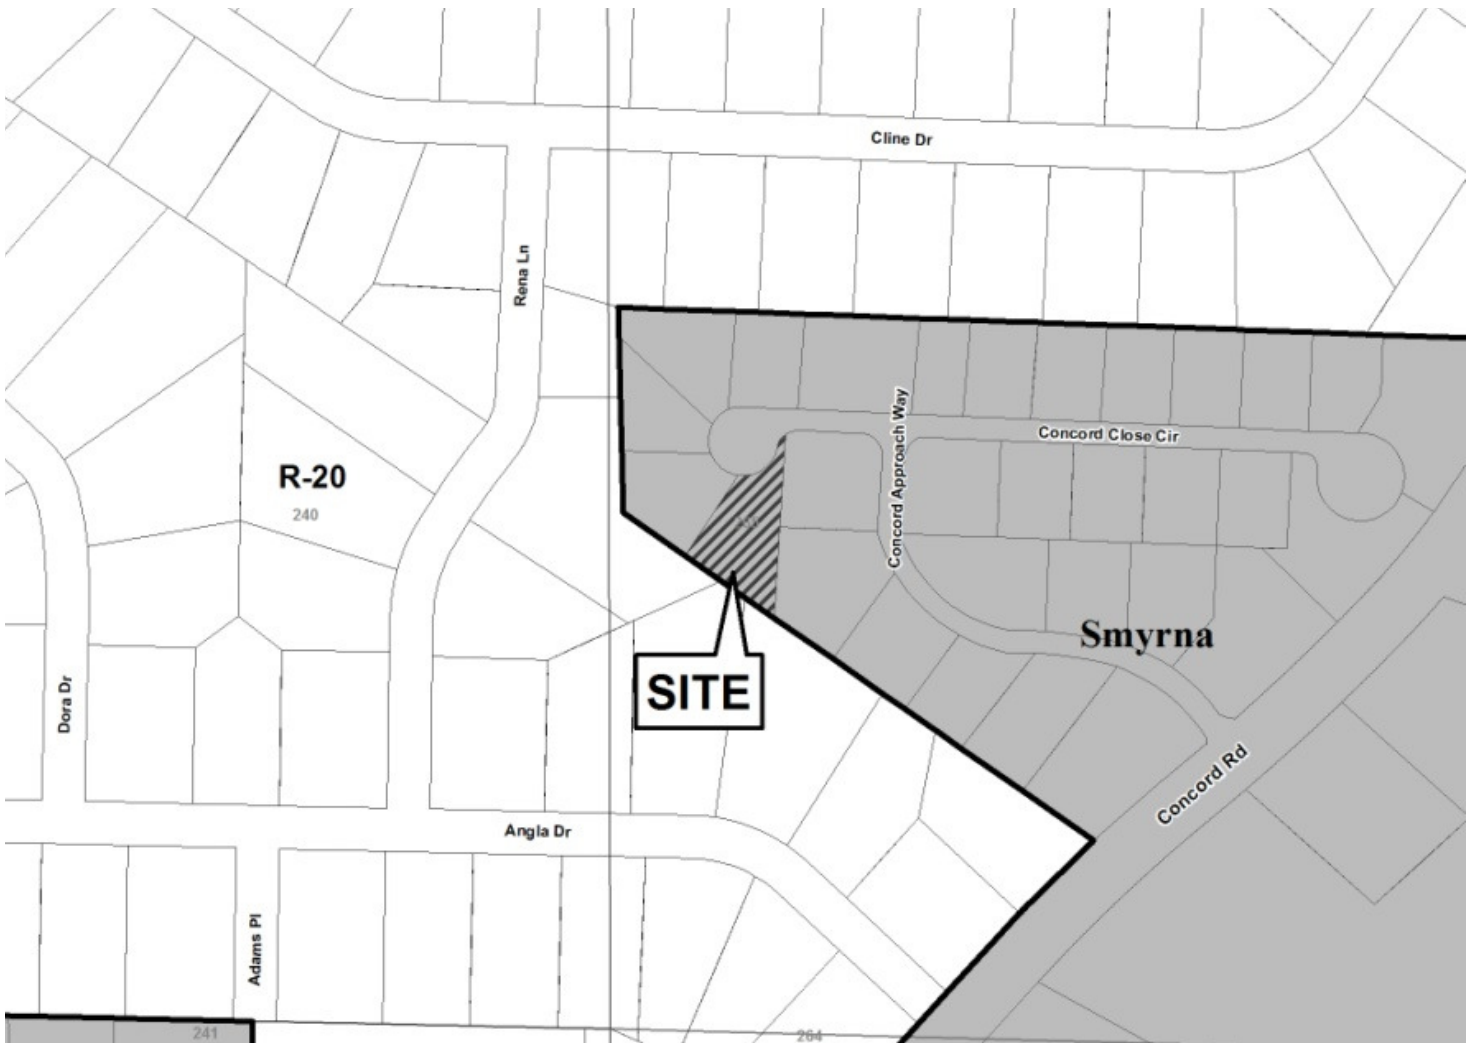 Cline Dr
Rena Ln
Concord Approach Way
Concord Close Cir
R-20
240
Smyrna
SITE
Dora Dr
Concord Rd
Angla Dr
Adams Pl
241
264